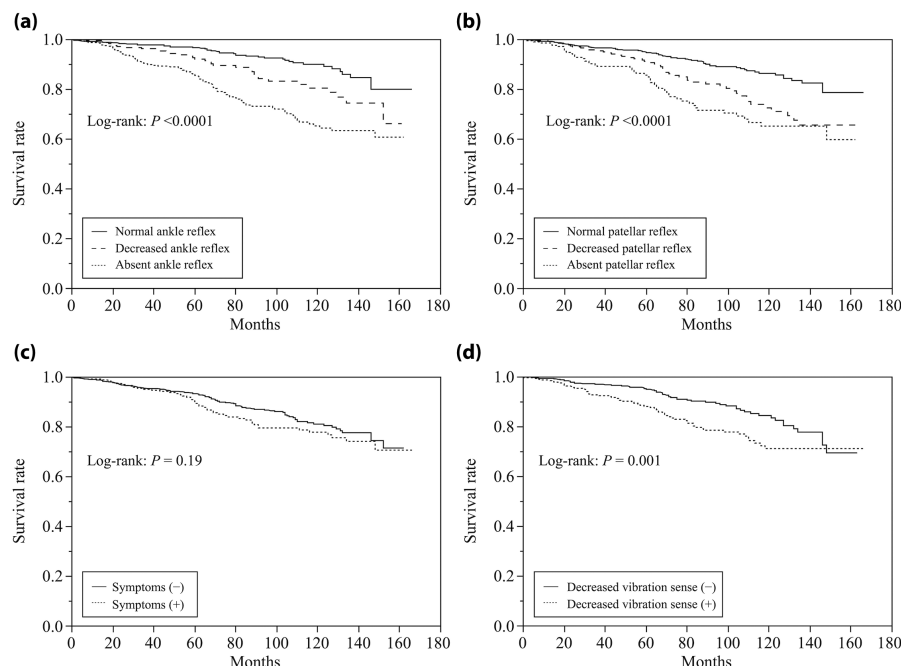 (a)
1.0
0.8
0.6
0.4
0.2
0.0
Survival rate
Log-rank: P <0.0001
Normal ankle reflex
Decreased ankle reflex
Absent ankle reflex
0 20 40 60 80 100 120 140 160 180
Months
(b)
1.0
0.8
0.6
0.4
0.2
0.0
Survival rate
Log-rank: P <0.0001
Normal patellar reflex
Decreased patellar reflex
Absent patellar reflex
0 20 40 60 80 100 120 140 160 180
Months
(c)
1.0
0.8
0.6
0.4
0.2
0.0
Survival rate
Log-rank: P = 0.19
Symptoms (−)
Symptoms (+)
0 20 40 60 80 100 120 140 160 180
Months
(d)
1.0
0.8
0.6
0.4
0.2
0.0
Survival rate
Log-rank: P = 0.001
Decreased vibration sense (−)
Decreased vibration sense (+)
0 20 40 60 80 100 120 140 160 180
Months